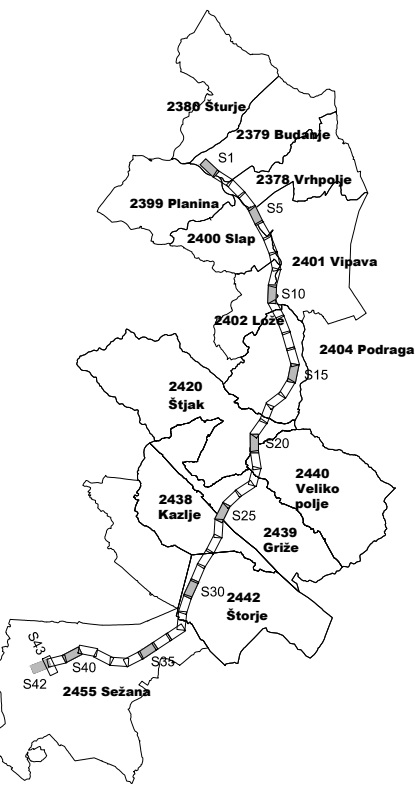 2380 Šturje
2379 Budanje
S1
2378 Vrhpolje
2399 Planina
S5
2400 Slap
2401 Vipava
S10
2402 Lože
2404 Podraga
S15
2420
Štjak
S20
2440
Veliko
polje
2438
Kazlje
S25
2439
Griže
S30
2442
Štorje
S43
S35
S40
S42
2455 Sežana